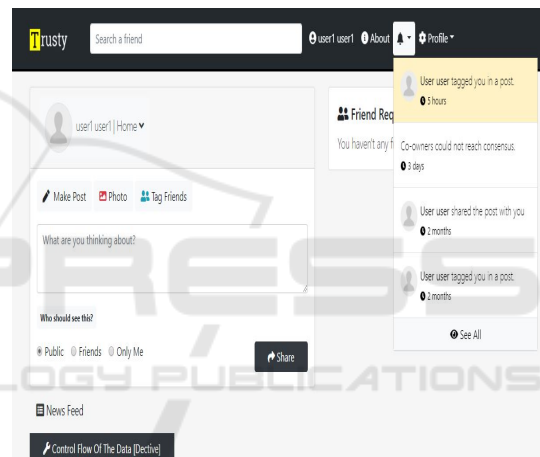 Trusty
Search a friend
user1 user1
About
Profile
user1 user1 | Home
Friend Req
You haven't any f
User user tagged you in a post.
5 hours
Co-owners could not reach consensus.
3 days
User user shared the post with you
2 months
User user tagged you in a post.
2 months
See All
Make Post
Photo
Tag Friends
What are you thinking about?
Who should see this?
Public
Friends
Only Me
Share
News Feed
Control Flow Of The Data [Dective]
PRESS
LOGY PUBLICATIONS